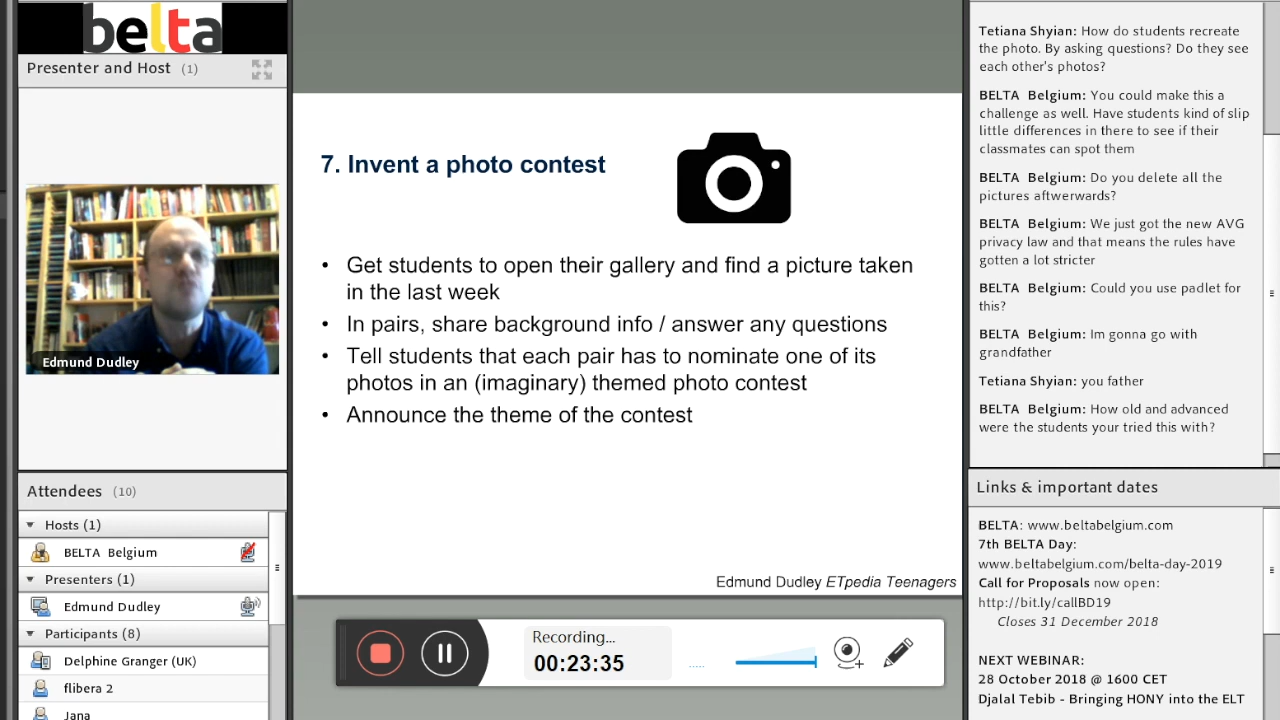 belta
Presenter and Host (1)
Edmund Dudley
Attendees (10)
Hosts (1)
BELTA Belgium
Presenters (1)
Edmund Dudley
Participants (8)
Delphine Granger (UK)
flibera 2
Jana
7. Invent a photo contest
• Get students to open their gallery and find a picture taken
in the last week
• In pairs, share background info / answer any questions
• Tell students that each pair has to nominate one of its
photos in an (imaginary) themed photo contest
• Announce the theme of the contest
Edmund Dudley ETpedia Teenagers
Recording...
00:23:35
Tetiana Shyian: How do students recreate
the photo. By asking questions? Do they see
each other's photos?
BELTA Belgium: You could make this a
challenge as well. Have students kind of slip
little differences in there to see if their
classmates can spot them
BELTA Belgium: Do you delete all the
pictures aftwerwards?
BELTA Belgium: We just got the new AVG
privacy law and that means the rules have
gotten a lot stricter
BELTA Belgium: Could you use padlet for
this?
BELTA Belgium: Im gonna go with
grandfather
Tetiana Shyian: you father
BELTA Belgium: How old and advanced
were the students your tried this with?
Links & important dates
BELTA: www.beltabelgium.com
7th BELTA Day:
www.beltabelgium.com/belta-day-2019
Call for Proposals now open:
http://bit.ly/callBD19
Closes 31 December 2018
NEXT WEBINAR:
28 October 2018 @ 1600 CET
Djalal Tebib - Bringing HONY into the ELT